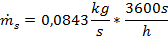 ṁₛ = 0,0843 kg/s * 3600s/h